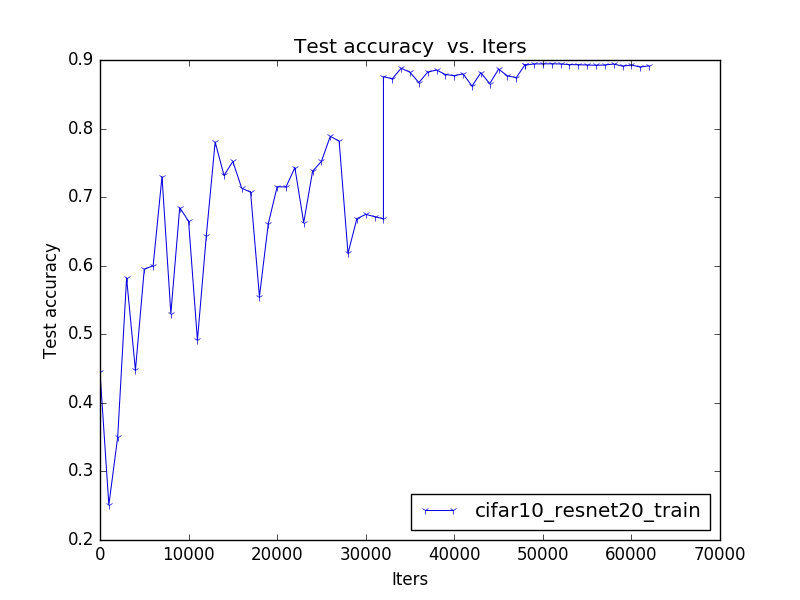 Test accuracy  vs. Iters
0.9
0.8
0.7
0.6
0.5
0.4
0.3
0.2
Test accuracy
cifar10_resnet20_train
0 10000 20000 30000 40000 50000 60000 70000
Iters